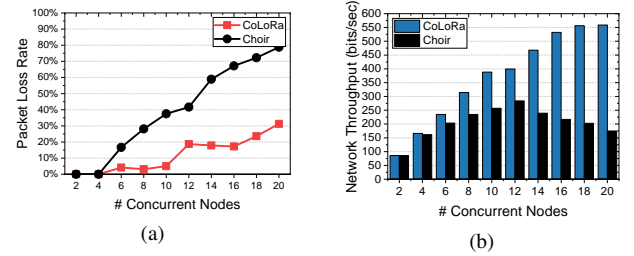 100%
90%
80%
70%
60%
50%
40%
30%
20%
10%
0%
Packet Loss Rate
CoLoRa
Choir
2 4 6 8 10 12 14 16 18 20
# Concurrent Nodes
(a)
600
550
500
450
400
350
300
250
200
150
100
50
0
Network Throughput (bits/sec)
CoLoRa
Choir
2 4 6 8 10 12 14 16 18 20
# Concurrent Nodes
(b)